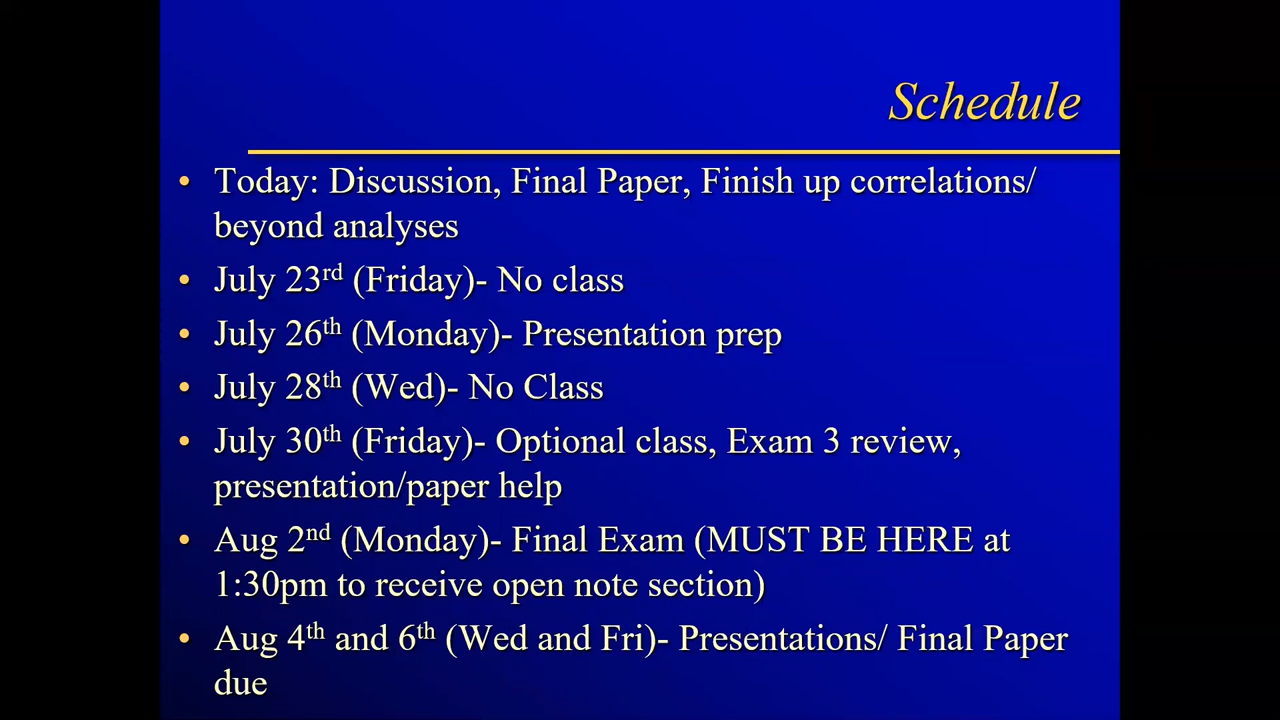 Schedule
• Today: Discussion, Final Paper, Finish up correlations/
beyond analyses
• July 23rd (Friday)- No class
• July 26th (Monday)- Presentation prep
• July 28th (Wed)- No Class
• July 30th (Friday)- Optional class, Exam 3 review,
presentation/paper help
• Aug 2nd (Monday)- Final Exam (MUST BE HERE at
1:30pm to receive open note section)
• Aug 4th and 6th (Wed and Fri)- Presentations/ Final Paper
due